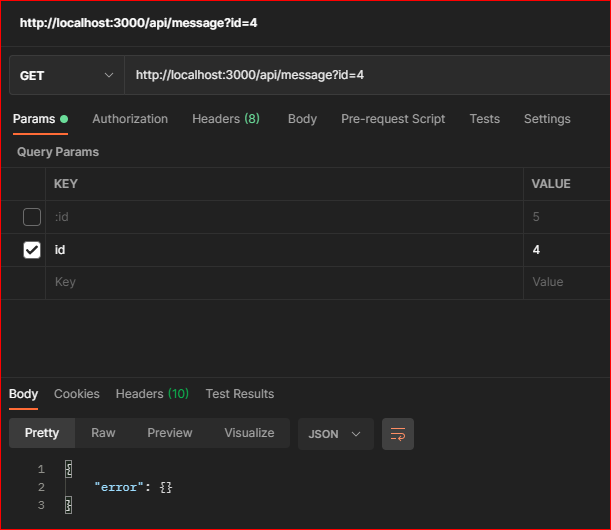 http://localhost:3000/api/message?id=4
GET http://localhost:3000/api/message?id=4
Params Authorization Headers (8) Body Pre-request Script Tests Settings
Query Params
KEY VALUE
:id 5
id 4
Key Value
Body Cookies Headers (10) Test Results
Pretty Raw Preview Visualize JSON
1 {
2 "error": {}
3 }